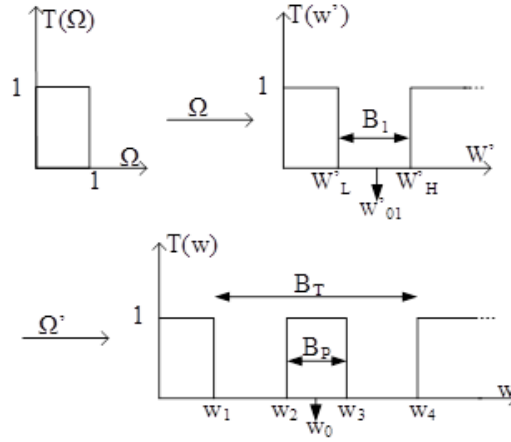 T(Ω) T(w')
1 Ω 1 B₁
Ω 1 W'L W'H W'
w'01
T(w)
Ω' 1 BT
BP
w₁ w₂ w₃ w₄ w
w₀